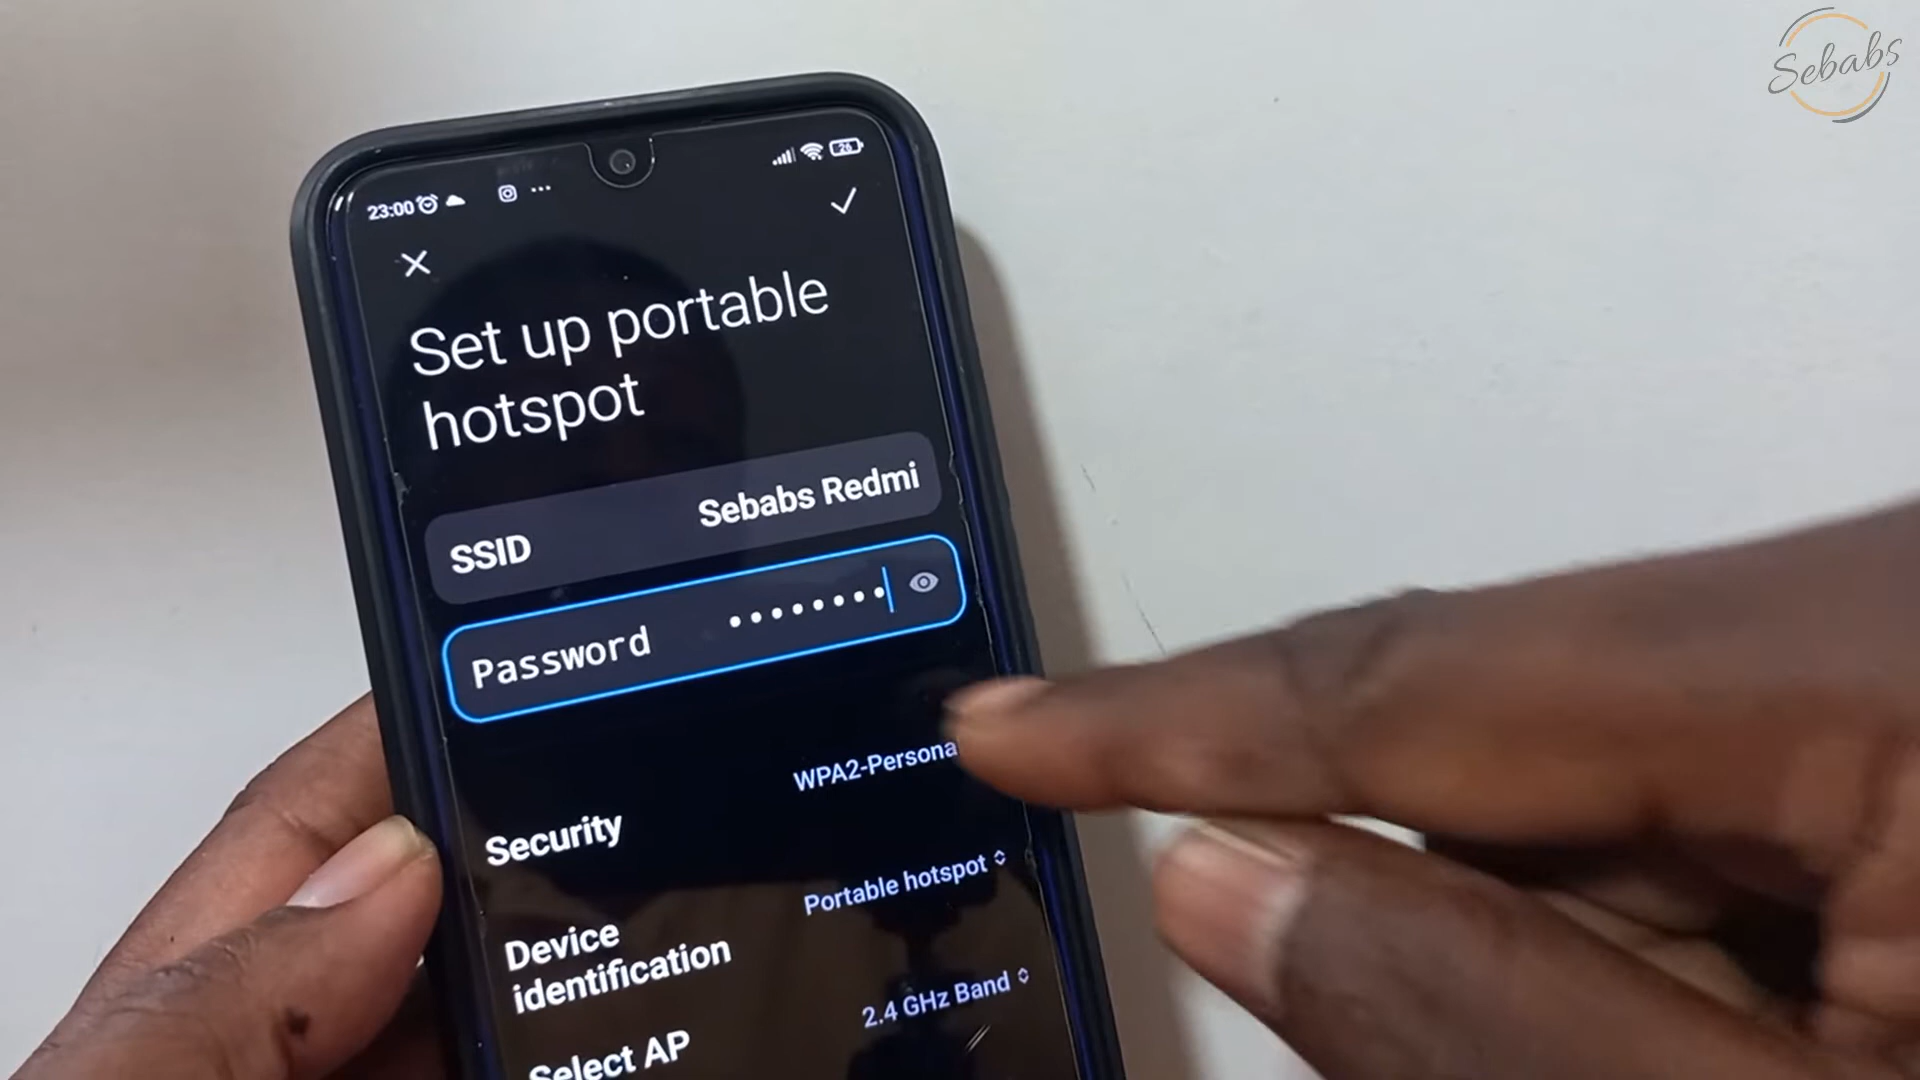 Sebabs
23:00
26
Set up portable
hotspot
SSID Sebabs Redmi
Password ••••••••
WPA2-Persona
Security
Portable hotspot
Device
identification
2.4 GHz Band
Select AP